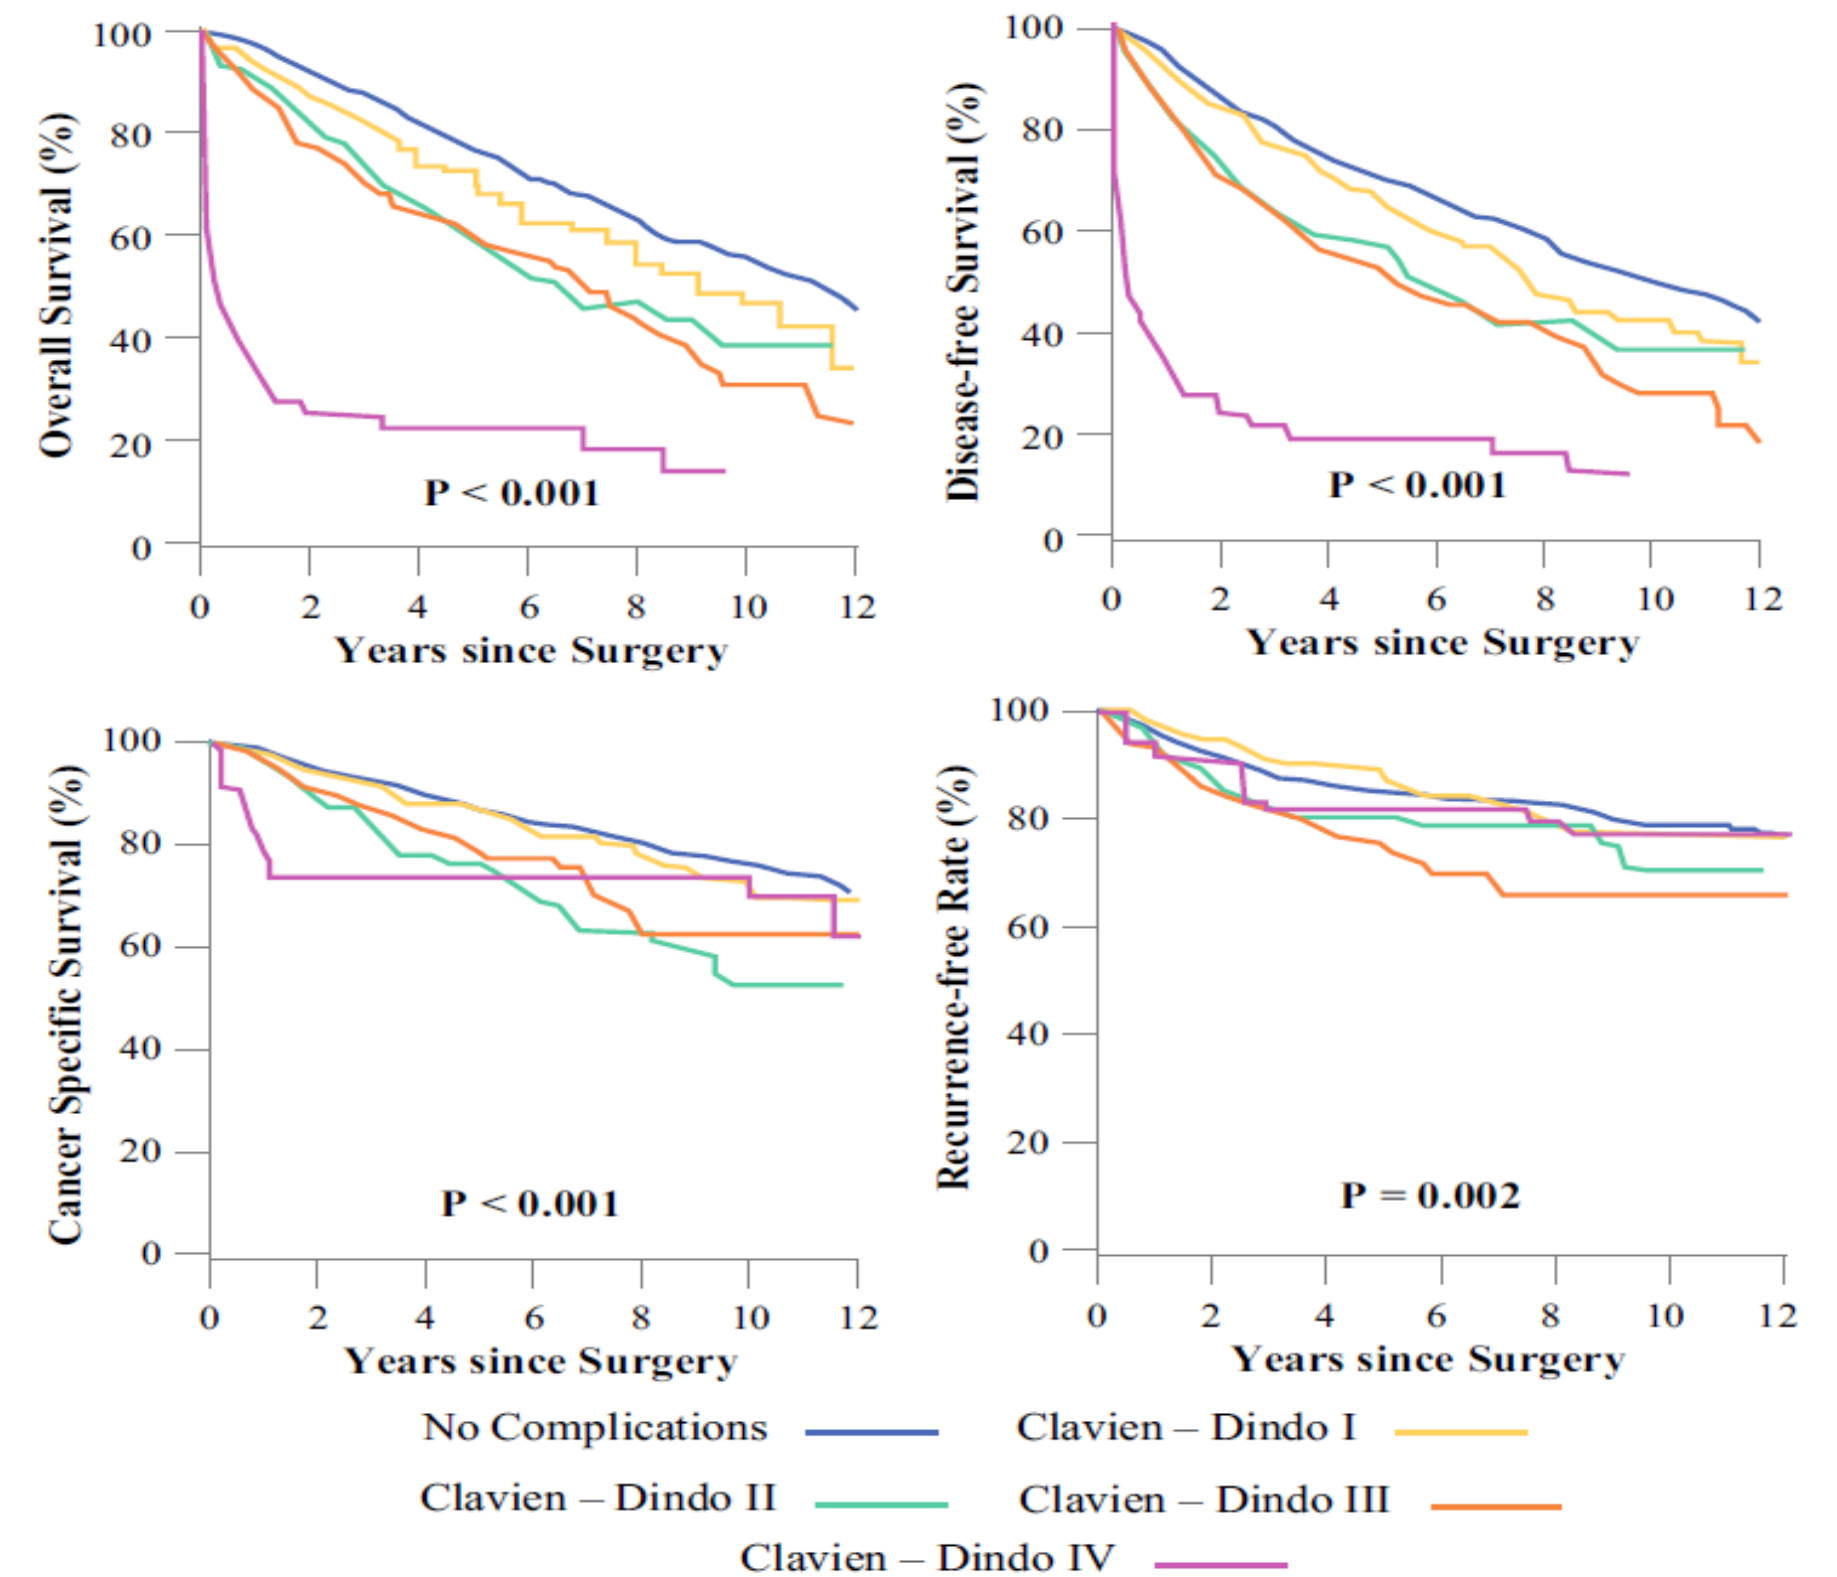 Overall Survival (%)
100
80
60
40
20
0
P < 0.001
0 2 4 6 8 10 12
Years since Surgery
Disease-free Survival (%)
100
80
60
40
20
0
P < 0.001
0 2 4 6 8 10 12
Years since Surgery
Cancer Specific Survival (%)
100
80
60
40
20
0
P < 0.001
0 2 4 6 8 10 12
Years since Surgery
Recurrence-free Rate (%)
100
80
60
40
20
0
P = 0.002
0 2 4 6 8 10 12
Years since Surgery
No Complications
Clavien – Dindo I
Clavien – Dindo II
Clavien – Dindo III
Clavien – Dindo IV